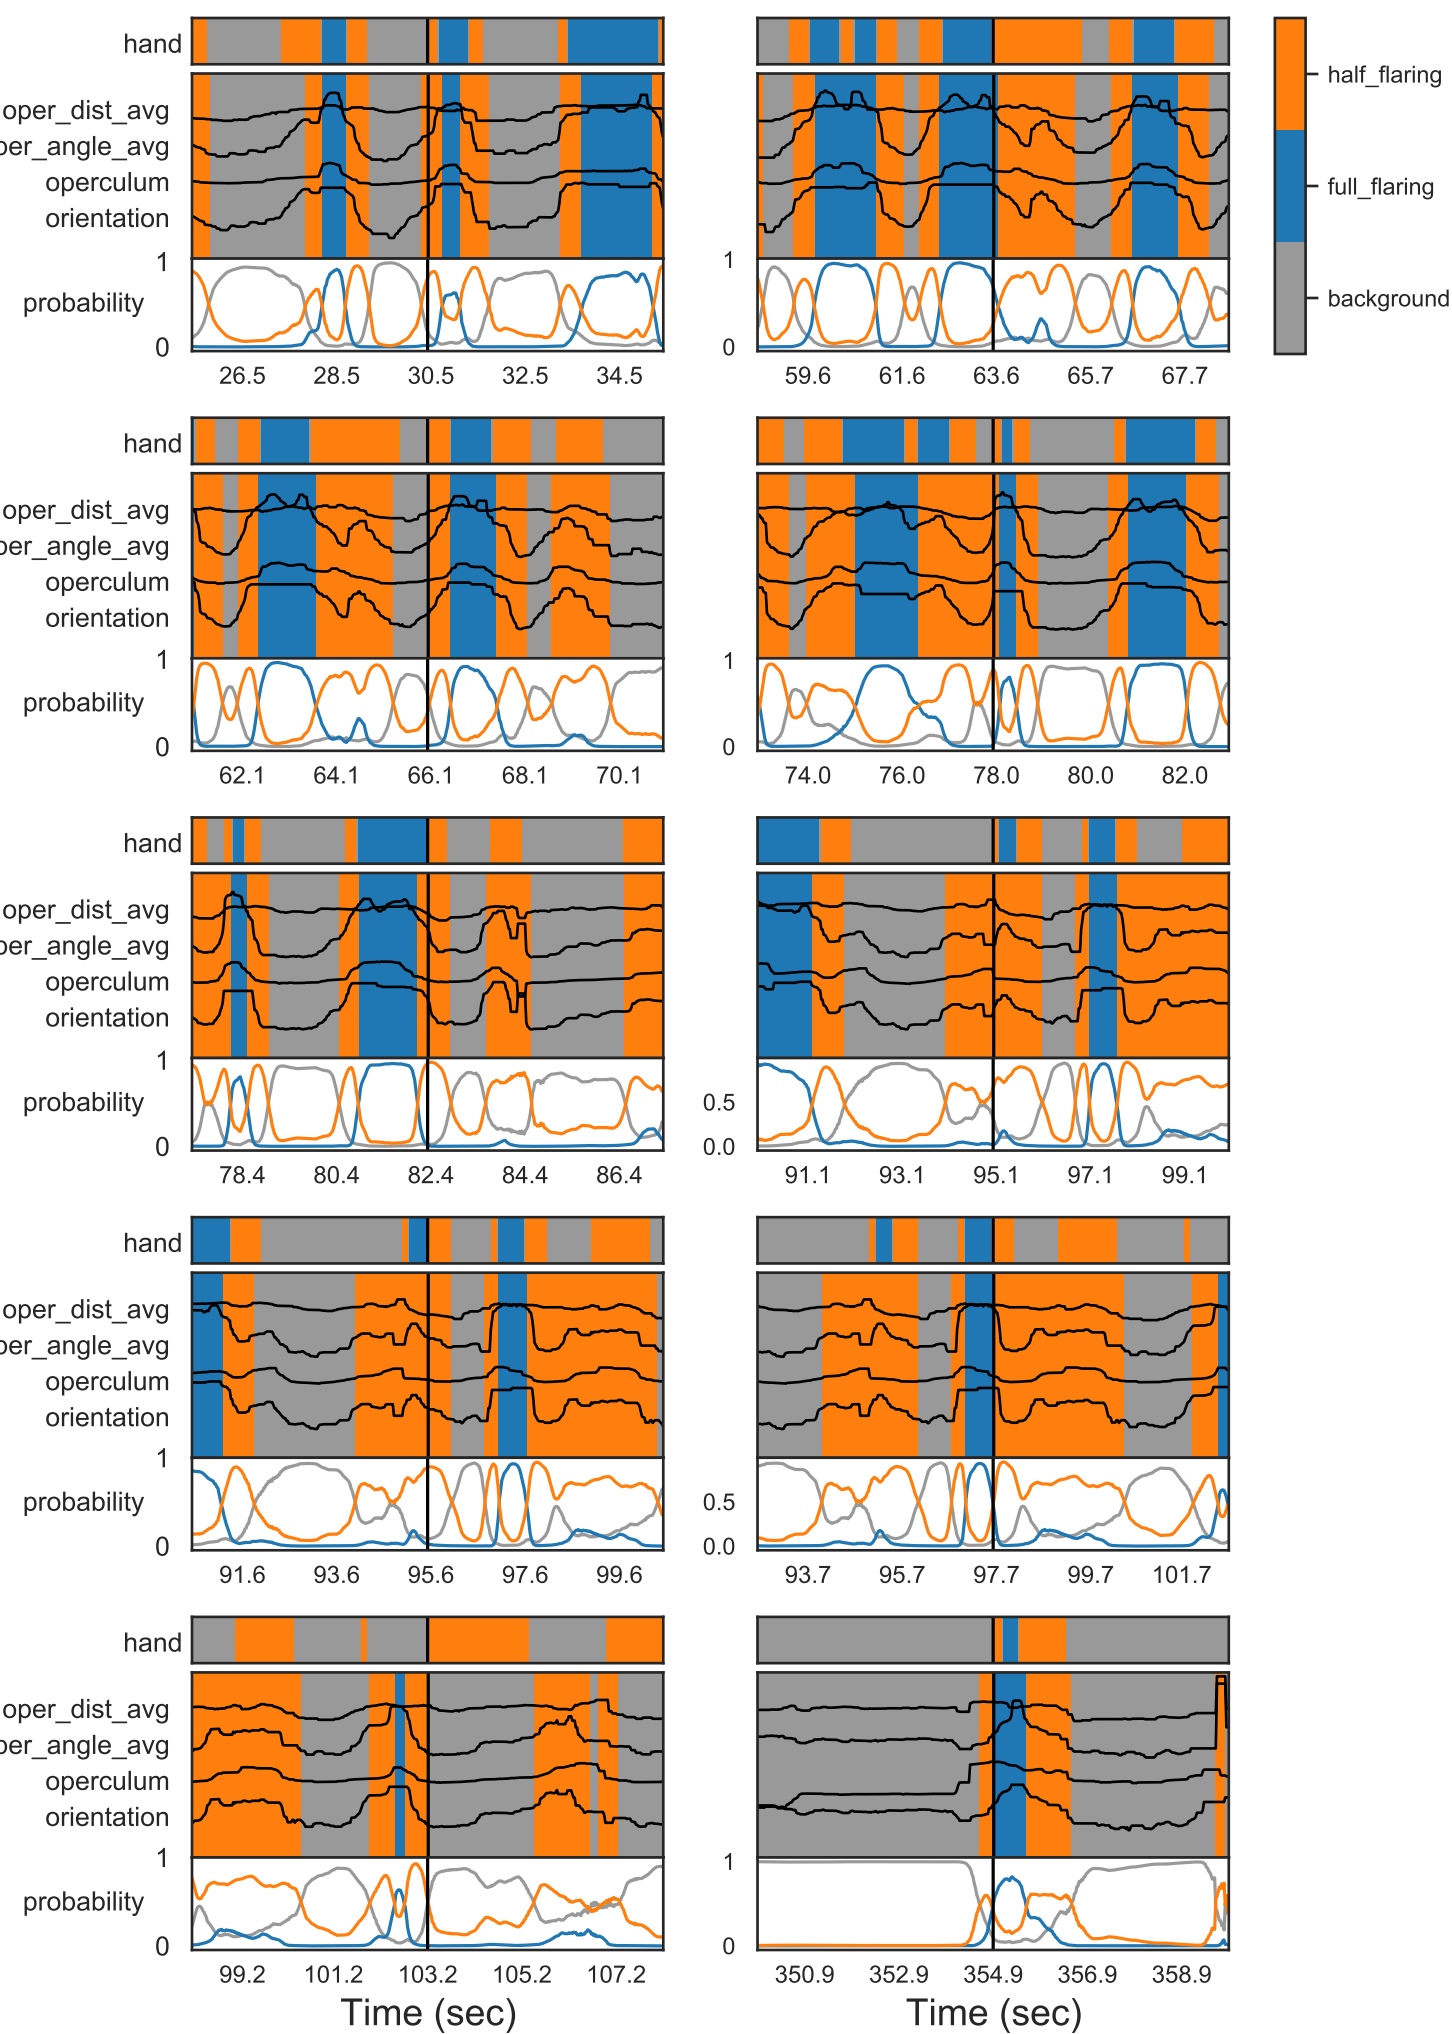 hand
oper_dist_avg
per_angle_avg
operculum
orientation
1
probability
0
26.5 28.5 30.5 32.5 34.5
1
0
59.6 61.6 63.6 65.7 67.7
half_flaring
full_flaring
background
hand
oper_dist_avg
per_angle_avg
operculum
orientation
1
probability
0
62.1 64.1 66.1 68.1 70.1
1
0
74.0 76.0 78.0 80.0 82.0
hand
oper_dist_avg
per_angle_avg
operculum
orientation
1
probability
0
78.4 80.4 82.4 84.4 86.4
0.5
0.0
91.1 93.1 95.1 97.1 99.1
hand
oper_dist_avg
per_angle_avg
operculum
orientation
1
probability
0
91.6 93.6 95.6 97.6 99.6
0.5
0.0
93.7 95.7 97.7 99.7 101.7
hand
oper_dist_avg
per_angle_avg
operculum
orientation
1
probability
0
99.2 101.2 103.2 105.2 107.2
Time (sec)
1
0
350.9 352.9 354.9 356.9 358.9
Time (sec)